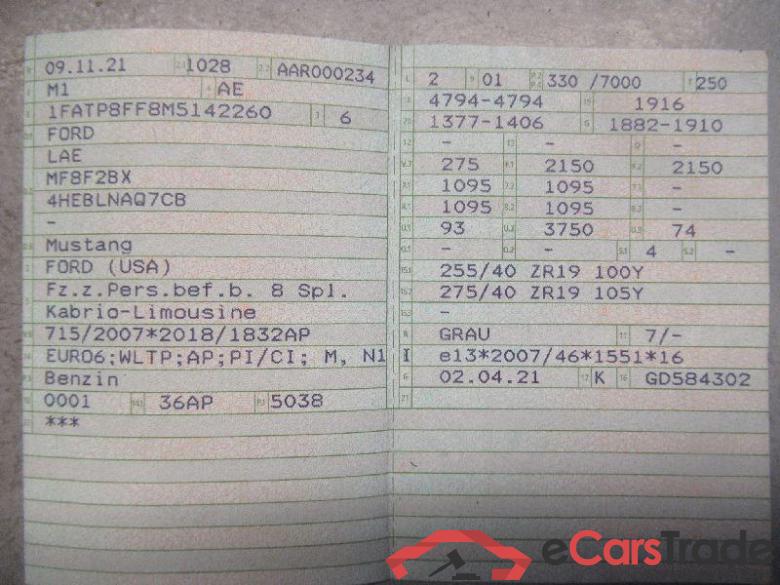 09.11.21 1028 AAR000234
M1 AE
1FATP8FF8M5142260 6
FORD
LAE
MF8F2BX
4HEBLNAQ7CB
-
Mustang
FORD (USA)
Fz.z.Pers.bef.b. 8 Spl.
Kabrio-Limousine
715/2007*2018/1832AP
EURO6;WLTP;AP;PI/CI; M, N1 I
Benzin
0001 36AP 5038
***
2 01 330 /7000 250
4794-4794 1916
1377-1406 1882-1910
- - -
275 2150 2150
1095 1095 -
1095 1095 -
93 3750 74
- - 4 -
255/40 ZR19 100Y
275/40 ZR19 105Y
-
GRAU 7/-
e13*2007/46*1551*16
02.04.21 K GD584302
eCarsTrade